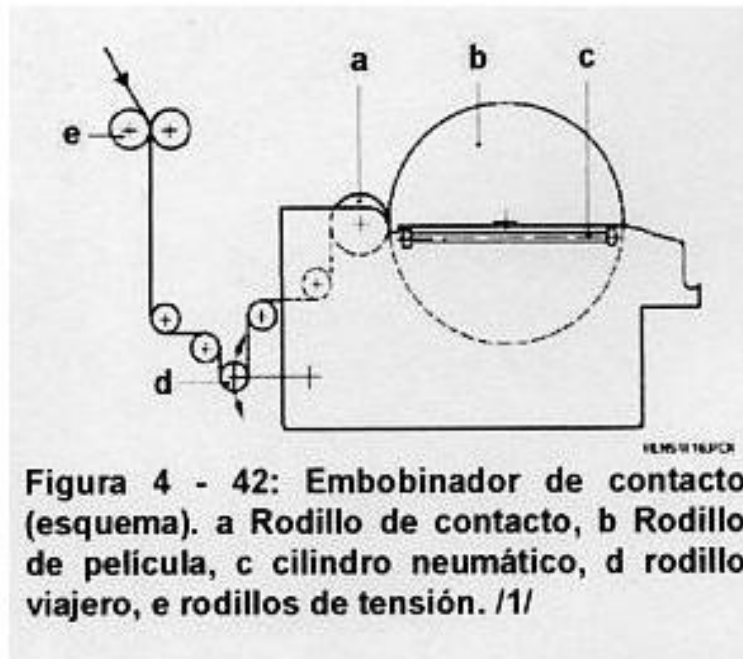 a
b
c
e
d
Figura 4 - 42: Embobinador de contacto
(esquema). a Rodillo de contacto, b Rodillo
de película, c cilindro neumático, d rodillo
viajero, e rodillos de tensión. /1/